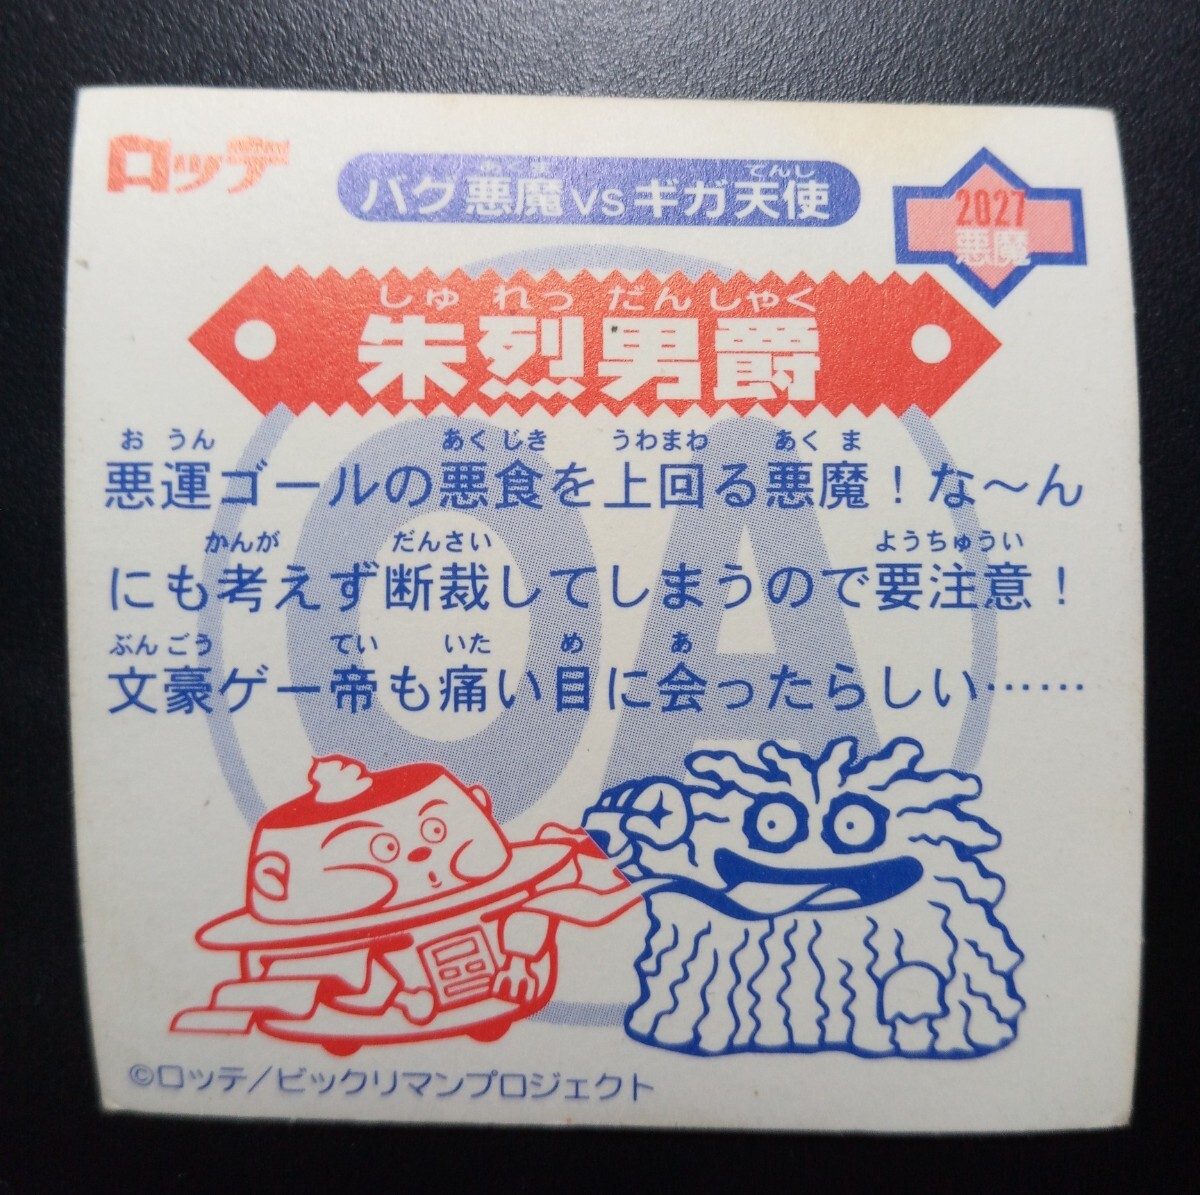 ロッテ
バグ悪魔vsギガ天使
あくま てんし
2027
悪魔
しゅ れつ だん しゃく
朱烈男爵
OA
お うん あく じき うわまわ あく ま
悪運ゴールの悪食を上回る悪魔！な〜ん
かんが だんさい ようちゅうい
にも考えず断裁してしまうので要注意！
ぶんごう てい いた め あ
文豪ゲー帝も痛い目に会ったらしい……
©ロッテ/ビックリマンプロジェクト